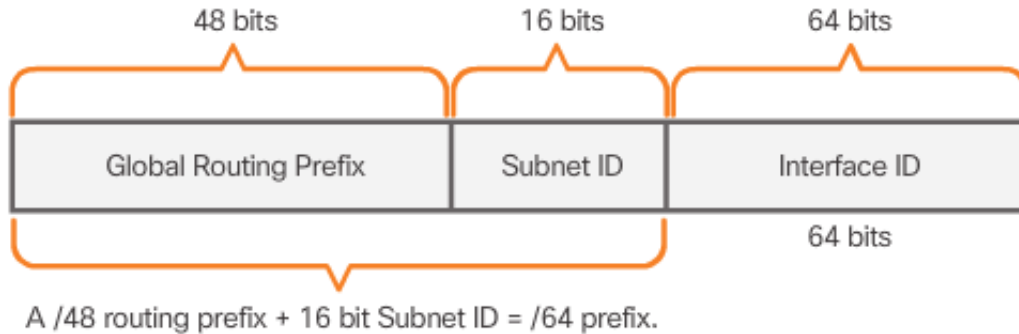 48 bits 16 bits 64 bits
Global Routing Prefix Subnet ID Interface ID
64 bits
A /48 routing prefix + 16 bit Subnet ID = /64 prefix.